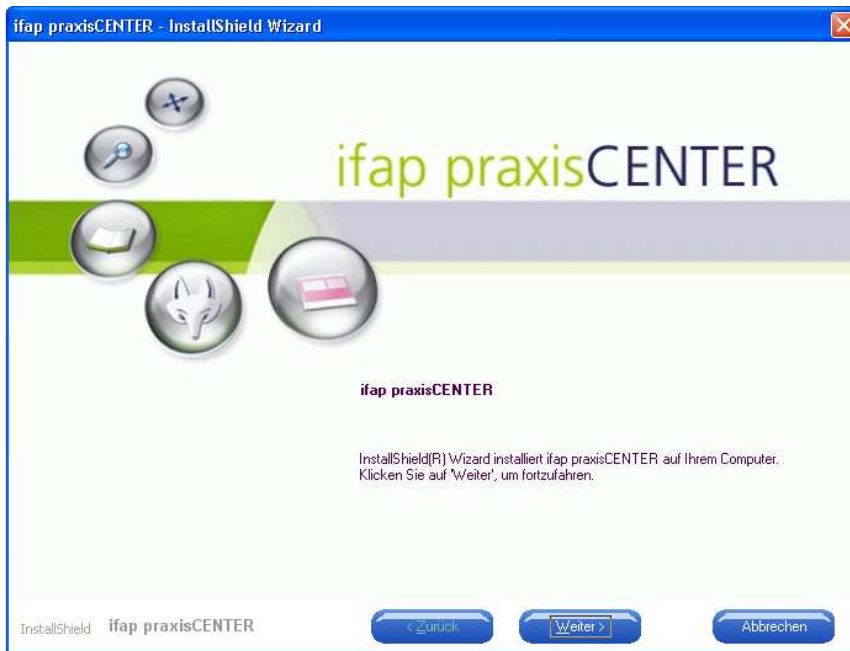 ifap praxisCENTER - InstallShield Wizard
ifap praxisCENTER
ifap praxisCENTER
InstallShield(R) Wizard installiert ifap praxisCENTER auf Ihrem Computer.
Klicken Sie auf 'Weiter', um fortzufahren.
InstallShield ifap praxisCENTER < Zurück Weiter > Abbrechen